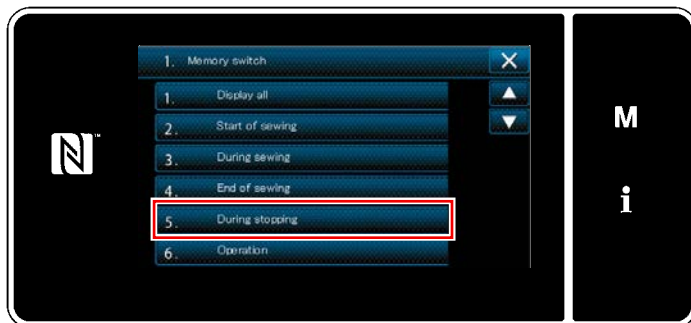 1. Memory switch
1. Display all
2. Start of sewing
3. During sewing
4. End of sewing
5. During stopping
6. Operation
M
i